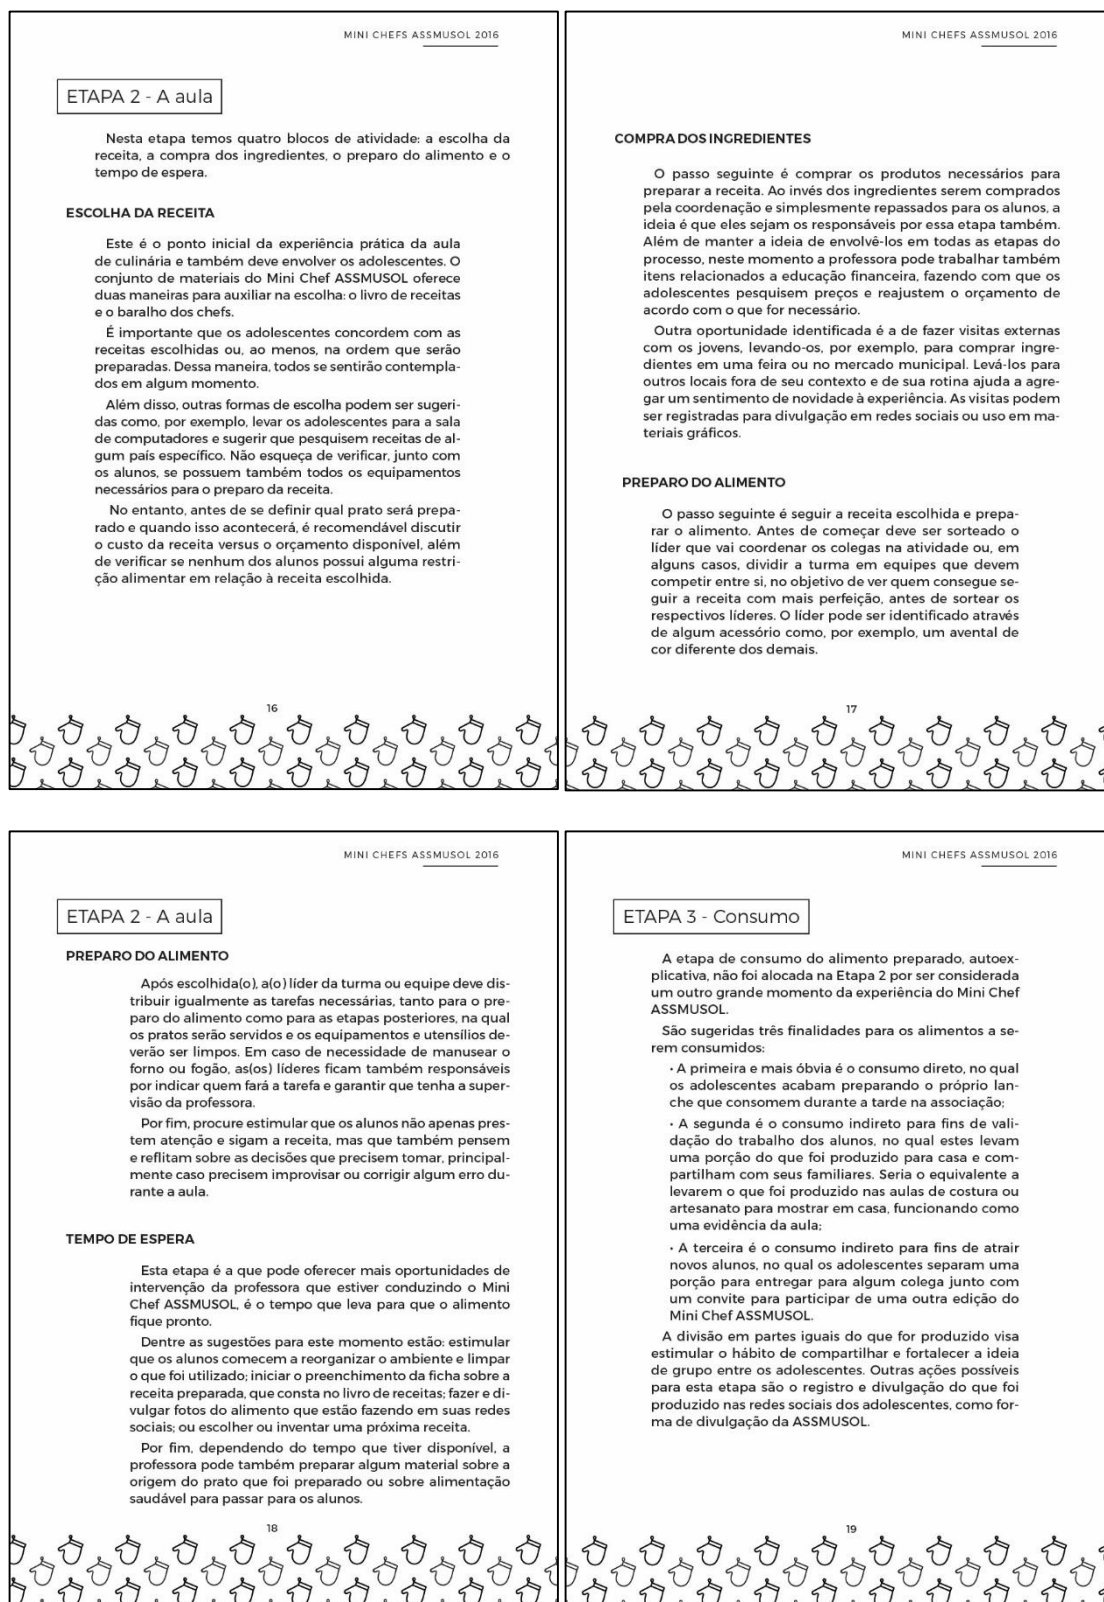 MINI CHEFS ASSMUSOL 2016
ETAPA 2 - A aula
Nesta etapa temos quatro blocos de atividade: a escolha da
receita, a compra dos ingredientes, o preparo do alimento e o
tempo de espera.
ESCOLHA DA RECEITA
Este é o ponto inicial da experiência prática da aula
de culinária e também deve envolver os adolescentes. O
conjunto de materiais do Mini Chef ASSMUSOL oferece
duas maneiras para auxiliar na escolha: o livro de receitas
e o baralho dos chefs.
É importante que os adolescentes concordem com as
receitas escolhidas ou, ao menos, na ordem que serão
preparadas. Dessa maneira, todos se sentirão contempla-
dos em algum momento.
Além disso, outras formas de escolha podem ser sugeri-
das como, por exemplo, levar os adolescentes para a sala
de computadores e sugerir que pesquisem receitas de al-
gum país específico. Não esqueça de verificar, junto com
os alunos, se possuem também todos os equipamentos
necessários para o preparo da receita.
No entanto, antes de se definir qual prato será prepa-
rado e quando isso acontecerá, é recomendável discutir
o custo da receita versus o orçamento disponível, além
de verificar se nenhum dos alunos possui alguma restri-
ção alimentar em relação à receita escolhida.
16
MINI CHEFS ASSMUSOL 2016
COMPRA DOS INGREDIENTES
O passo seguinte é comprar os produtos necessários para
preparar a receita. Ao invés dos ingredientes serem comprados
pela coordenação e simplesmente repassados para os alunos, a
ideia é que eles sejam os responsáveis por essa etapa também.
Além de manter a ideia de envolvê-los em todas as etapas do
processo, neste momento a professora pode trabalhar também
itens relacionados a educação financeira, fazendo com que os
adolescentes pesquisem preços e reajustem o orçamento de
acordo com o que for necessário.
Outra oportunidade identificada é a de fazer visitas externas
com os jovens, levando-os, por exemplo, para comprar ingre-
dientes em uma feira ou no mercado municipal. Levá-los para
outros locais fora de seu contexto e de sua rotina ajuda a agre-
gar um sentimento de novidade à experiência. As visitas podem
ser registradas para divulgação em redes sociais ou uso em ma-
teriais gráficos.
PREPARO DO ALIMENTO
O passo seguinte é seguir a receita escolhida e prepa-
rar o alimento. Antes de começar deve ser sorteado o
líder que vai coordenar os colegas na atividade ou, em
alguns casos, dividir a turma em equipes que devem
competir entre si, no objetivo de ver quem consegue se-
guir a receita com mais perfeição, antes de sortear os
respectivos líderes. O líder pode ser identificado através
de algum acessório como, por exemplo, um avental de
cor diferente dos demais.
17
MINI CHEFS ASSMUSOL 2016
ETAPA 2 - A aula
PREPARO DO ALIMENTO
Após escolhida(o), a(o) líder da turma ou equipe deve dis-
tribuir igualmente as tarefas necessárias, tanto para o pre-
paro do alimento como para as etapas posteriores, na qual
os pratos serão servidos e os equipamentos e utensílios de-
verão ser limpos. Em caso de necessidade de manusear o
forno ou fogão, as(os) líderes ficam também responsáveis
por indicar quem fará a tarefa e garantir que tenha a super-
visão da professora.
Por fim, procure estimular que os alunos não apenas pres-
tem atenção e sigam a receita, mas que também pensem
e reflitam sobre as decisões que precisem tomar, principal-
mente caso precisem improvisar ou corrigir algum erro du-
rante a aula.
TEMPO DE ESPERA
Esta etapa é a que pode oferecer mais oportunidades de
intervenção da professora que estiver conduzindo o Mini
Chef ASSMUSOL, é o tempo que leva para que o alimento
fique pronto.
Dentre as sugestões para este momento estão: estimular
que os alunos comecem a reorganizar o ambiente e limpar
o que foi utilizado; iniciar o preenchimento da ficha sobre a
receita preparada, que consta no livro de receitas; fazer e di-
vulgar fotos do alimento que estão fazendo em suas redes
sociais; ou escolher ou inventar uma próxima receita.
Por fim, dependendo do tempo que tiver disponível, a
professora pode também preparar algum material sobre a
origem do prato que foi preparado ou sobre alimentação
saudável para passar para os alunos.
18
MINI CHEFS ASSMUSOL 2016
ETAPA 3 - Consumo
A etapa de consumo do alimento preparado, autoex-
plicativa, não foi alocada na Etapa 2 por ser considerada
um outro grande momento da experiência do Mini Chef
ASSMUSOL.
São sugeridas três finalidades para os alimentos a se-
rem consumidos:
• A primeira e mais óbvia é o consumo direto, no qual
os adolescentes acabam preparando o próprio lan-
che que consomem durante a tarde na associação;
• A segunda é o consumo indireto para fins de vali-
dação do trabalho dos alunos, no qual estes levam
uma porção do que foi produzido para casa e com-
partilham com seus familiares. Seria o equivalente a
levarem o que foi produzido nas aulas de costura ou
artesanato para mostrar em casa, funcionando como
uma evidência da aula;
• A terceira é o consumo indireto para fins de atrair
novos alunos, no qual os adolescentes separam uma
porção para entregar para algum colega junto com
um convite para participar de uma outra edição do
Mini Chef ASSMUSOL.
A divisão em partes iguais do que for produzido visa
estimular o hábito de compartilhar e fortalecer a ideia
de grupo entre os adolescentes. Outras ações possíveis
para esta etapa são o registro e divulgação do que foi
produzido nas redes sociais dos adolescentes, como for-
ma de divulgação da ASSMUSOL.
19